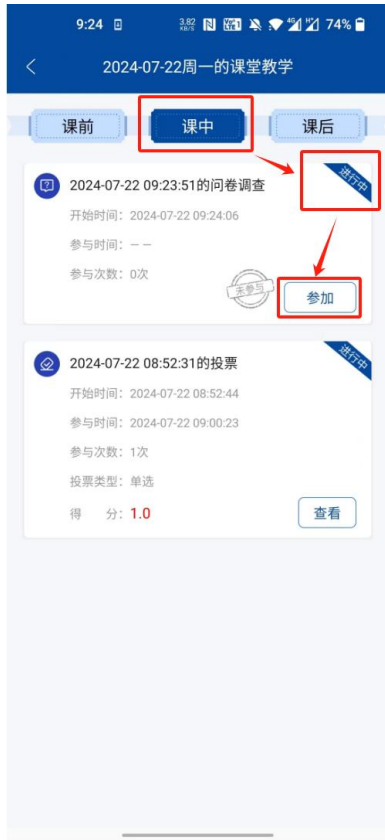 9:24
3.82 KB/S
4G
74%
2024-07-22周一的课堂教学
课前
课中
课后
进行中
2024-07-22 09:23:51的问卷调查
开始时间：2024-07-22 09:24:06
参与时间：— —
参与次数：0次
未参与
参加
进行中
2024-07-22 08:52:31的投票
开始时间：2024-07-22 08:52:44
参与时间：2024-07-22 09:00:23
参与次数：1次
投票类型：单选
得 分：1.0
查看